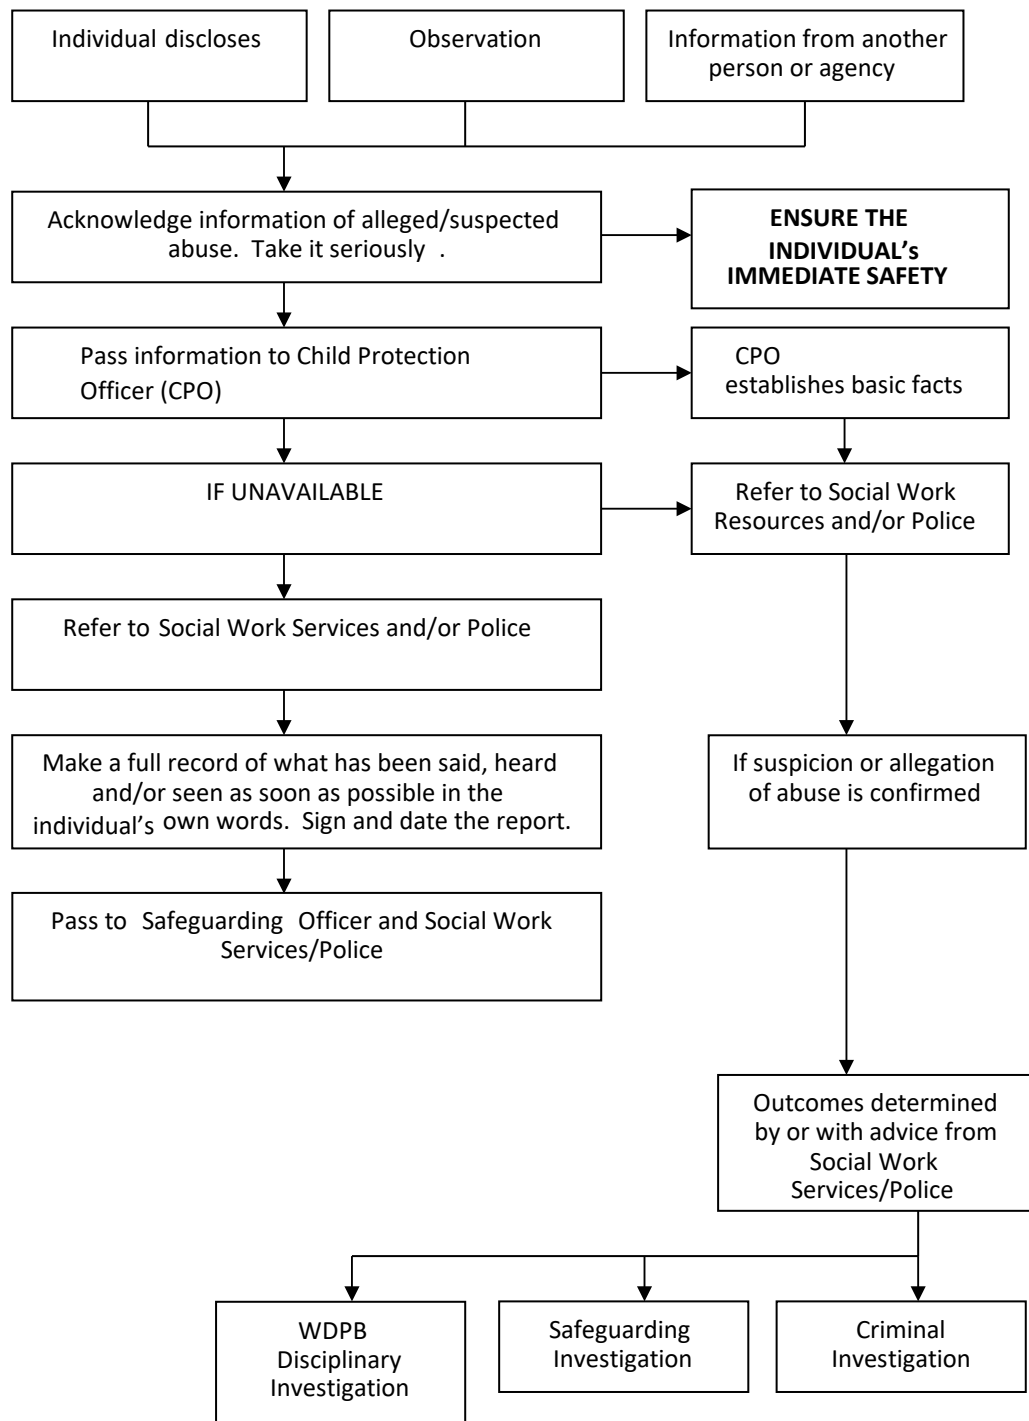 Individual discloses
Observation
Information from another
person or agency
Acknowledge information of alleged/suspected
abuse. Take it seriously .
ENSURE THE
INDIVIDUAL's
IMMEDIATE SAFETY
Pass information to Child Protection
Officer (CPO)
CPO
establishes basic facts
IF UNAVAILABLE
Refer to Social Work
Resources and/or Police
Refer to Social Work Services and/or Police
Make a full record of what has been said, heard
and/or seen as soon as possible in the
individual's own words. Sign and date the report.
If suspicion or allegation
of abuse is confirmed
Pass to Safeguarding Officer and Social Work
Services/Police
Outcomes determined
by or with advice from
Social Work
Services/Police
WDPB
Disciplinary
Investigation
Safeguarding
Investigation
Criminal
Investigation